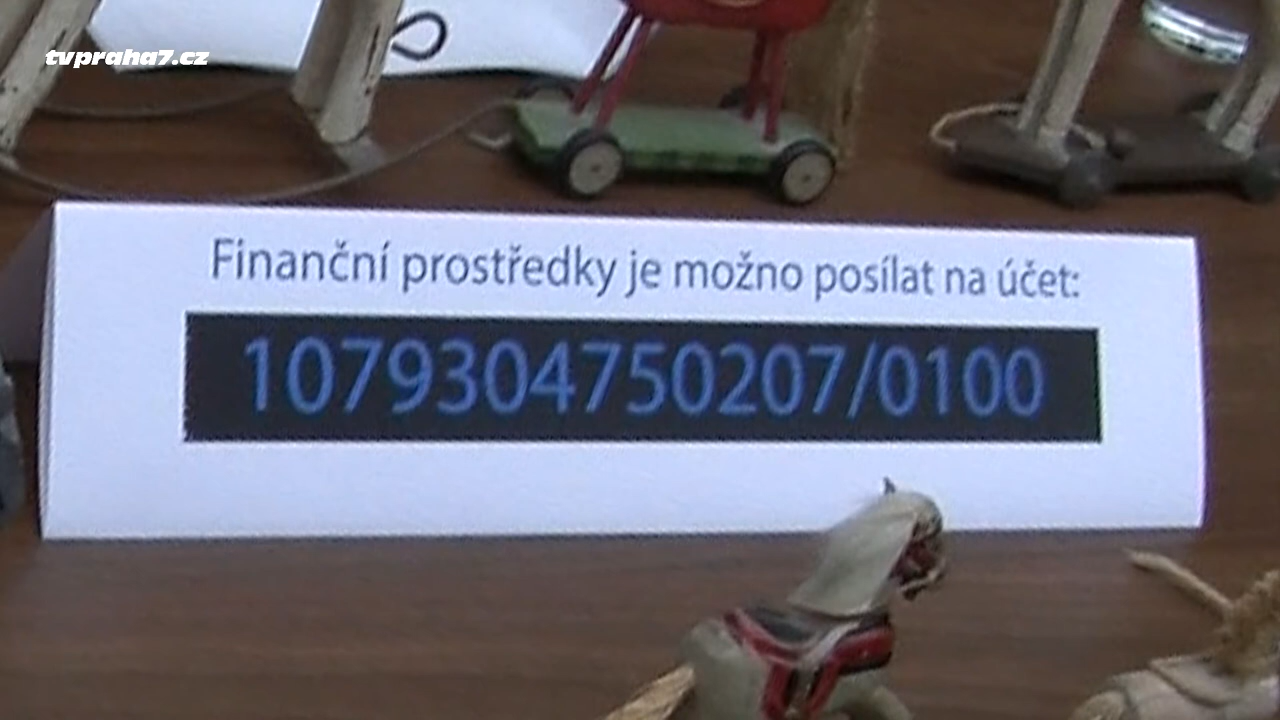 tvpraha7.cz
Finanční prostředky je možno posílat na účet:
1079304750207/0100